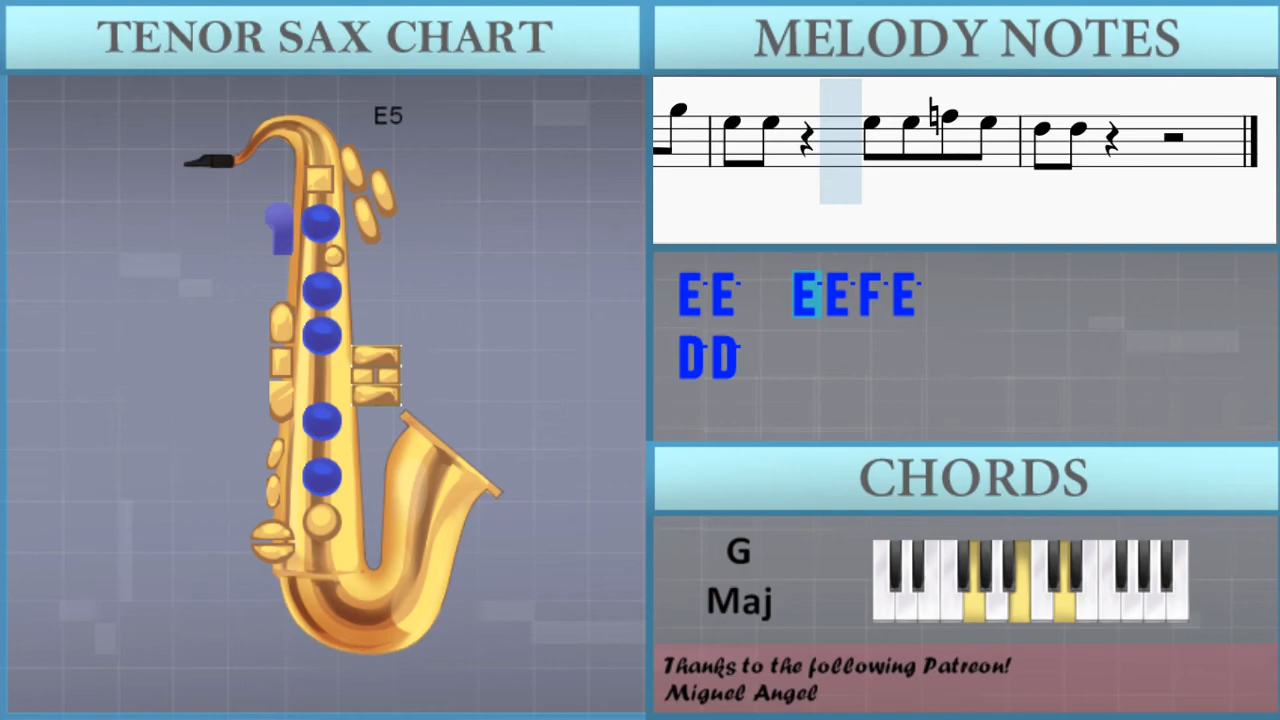 TENOR SAX CHART
E5
MELODY NOTES
E E E E F E
D D
CHORDS
G
Maj
Thanks to the following Patreon!
Miguel Angel